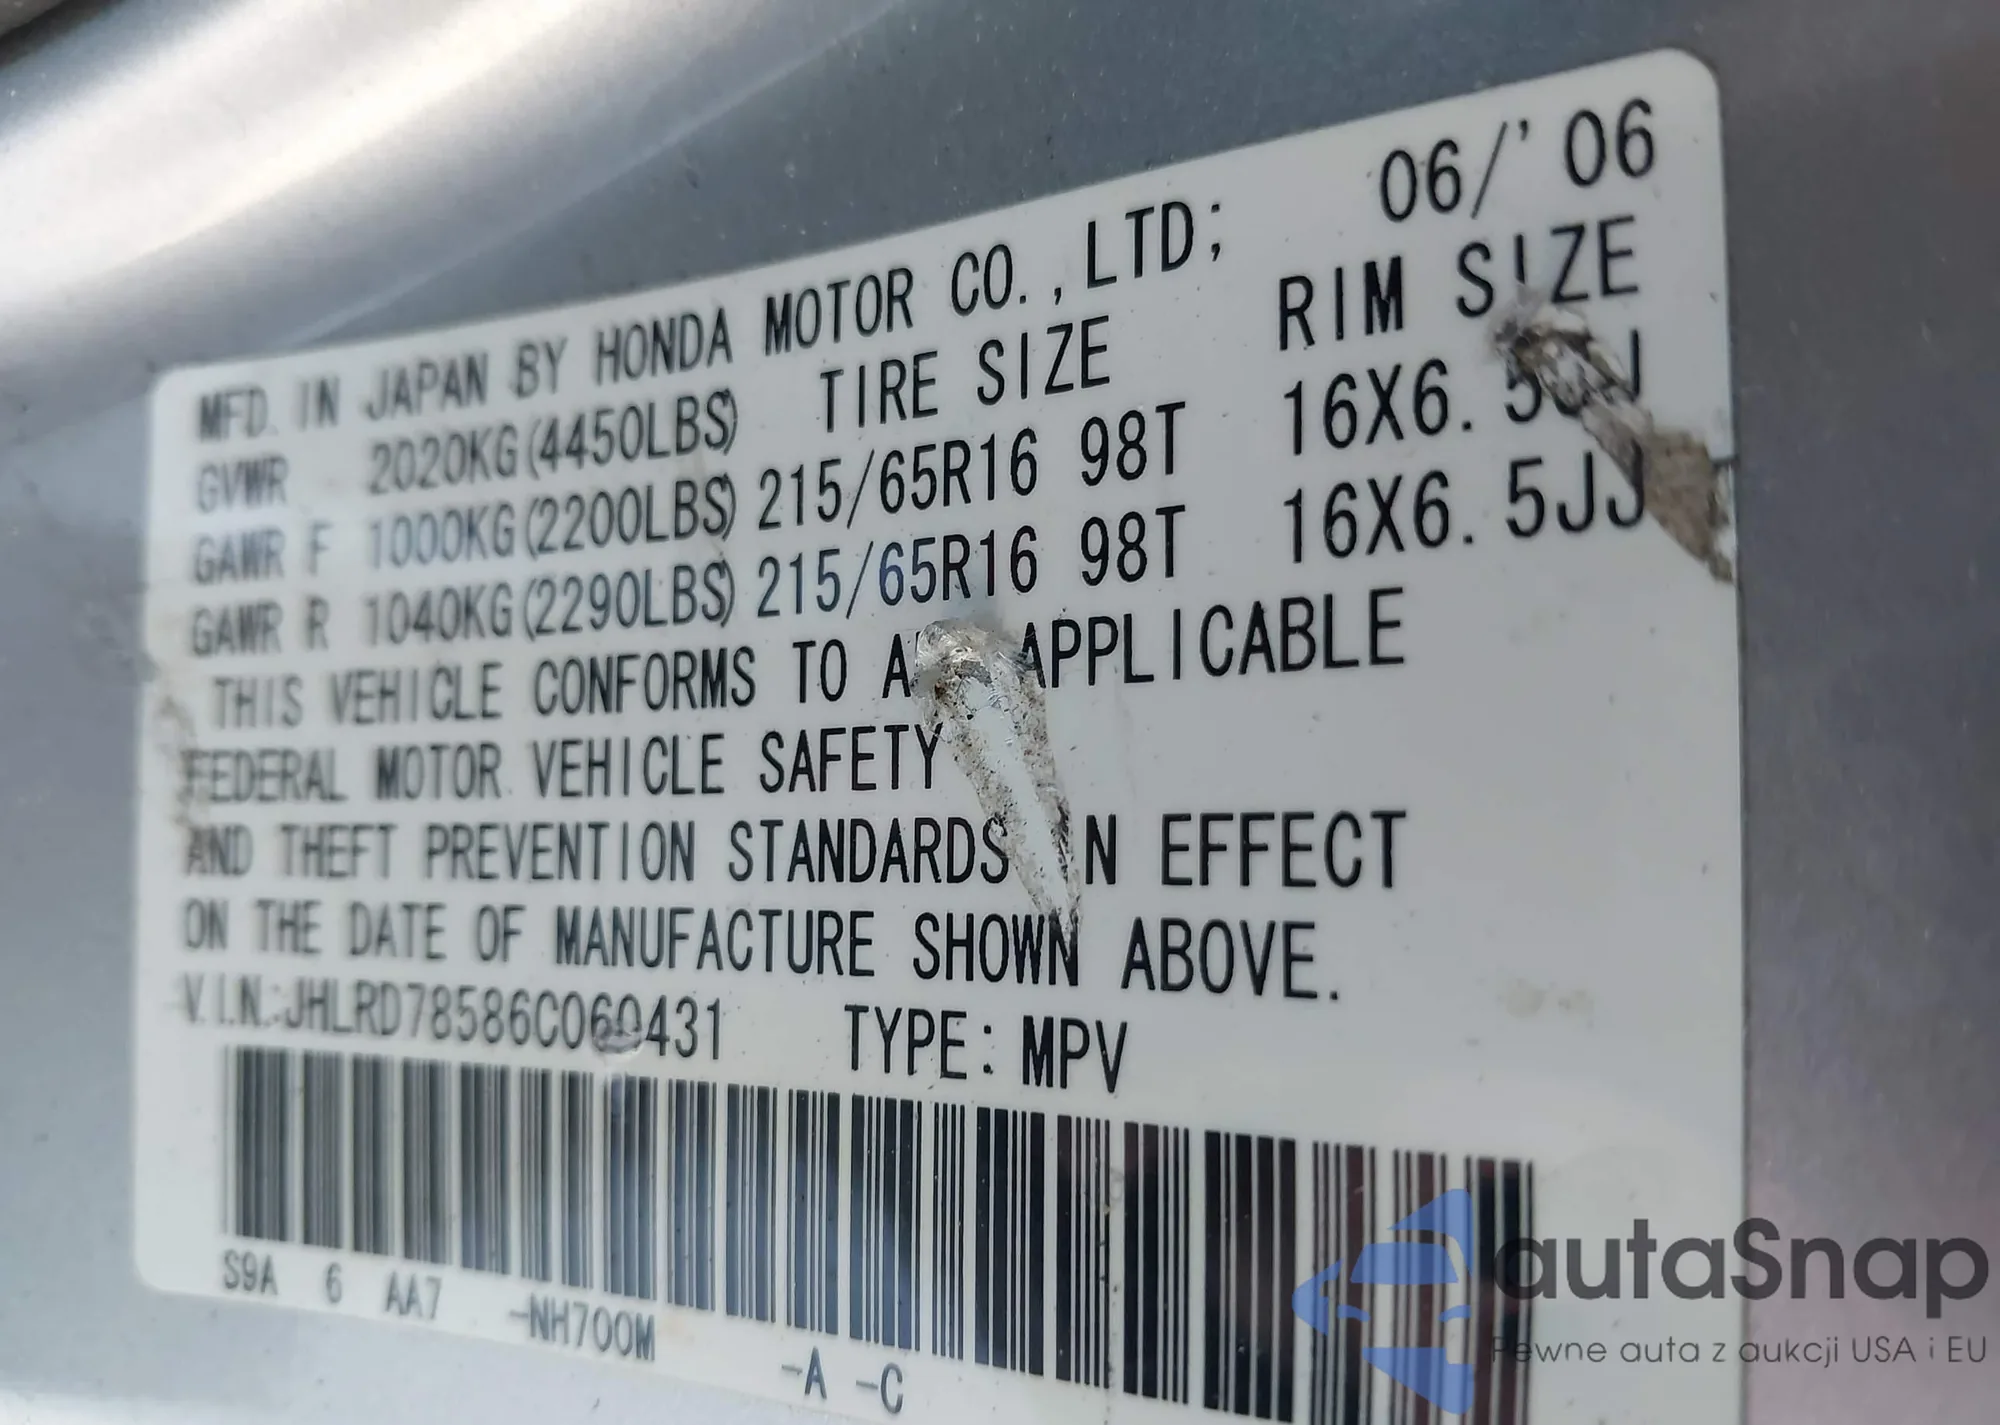 06/'06
MFD. IN JAPAN BY HONDA MOTOR CO.,LTD;
GVWR 2020KG(4450LBS) TIRE SIZE RIM SIZE
GAWR F 1000KG(2200LBS) 215/65R16 98T 16X6.5JJ
GAWR R 1040KG(2290LBS) 215/65R16 98T 16X6.5JJ
THIS VEHICLE CONFORMS TO APPLICABLE
FEDERAL MOTOR VEHICLE SAFETY
AND THEFT PREVENTION STANDARDS N EFFECT
ON THE DATE OF MANUFACTURE SHOWN ABOVE.
V.I.N.:JHLRD78586C060431 TYPE: MPV
S9A 6 AA7 -NH700M -A -C
autaSnap
Pewne auta z aukcji USA i EU